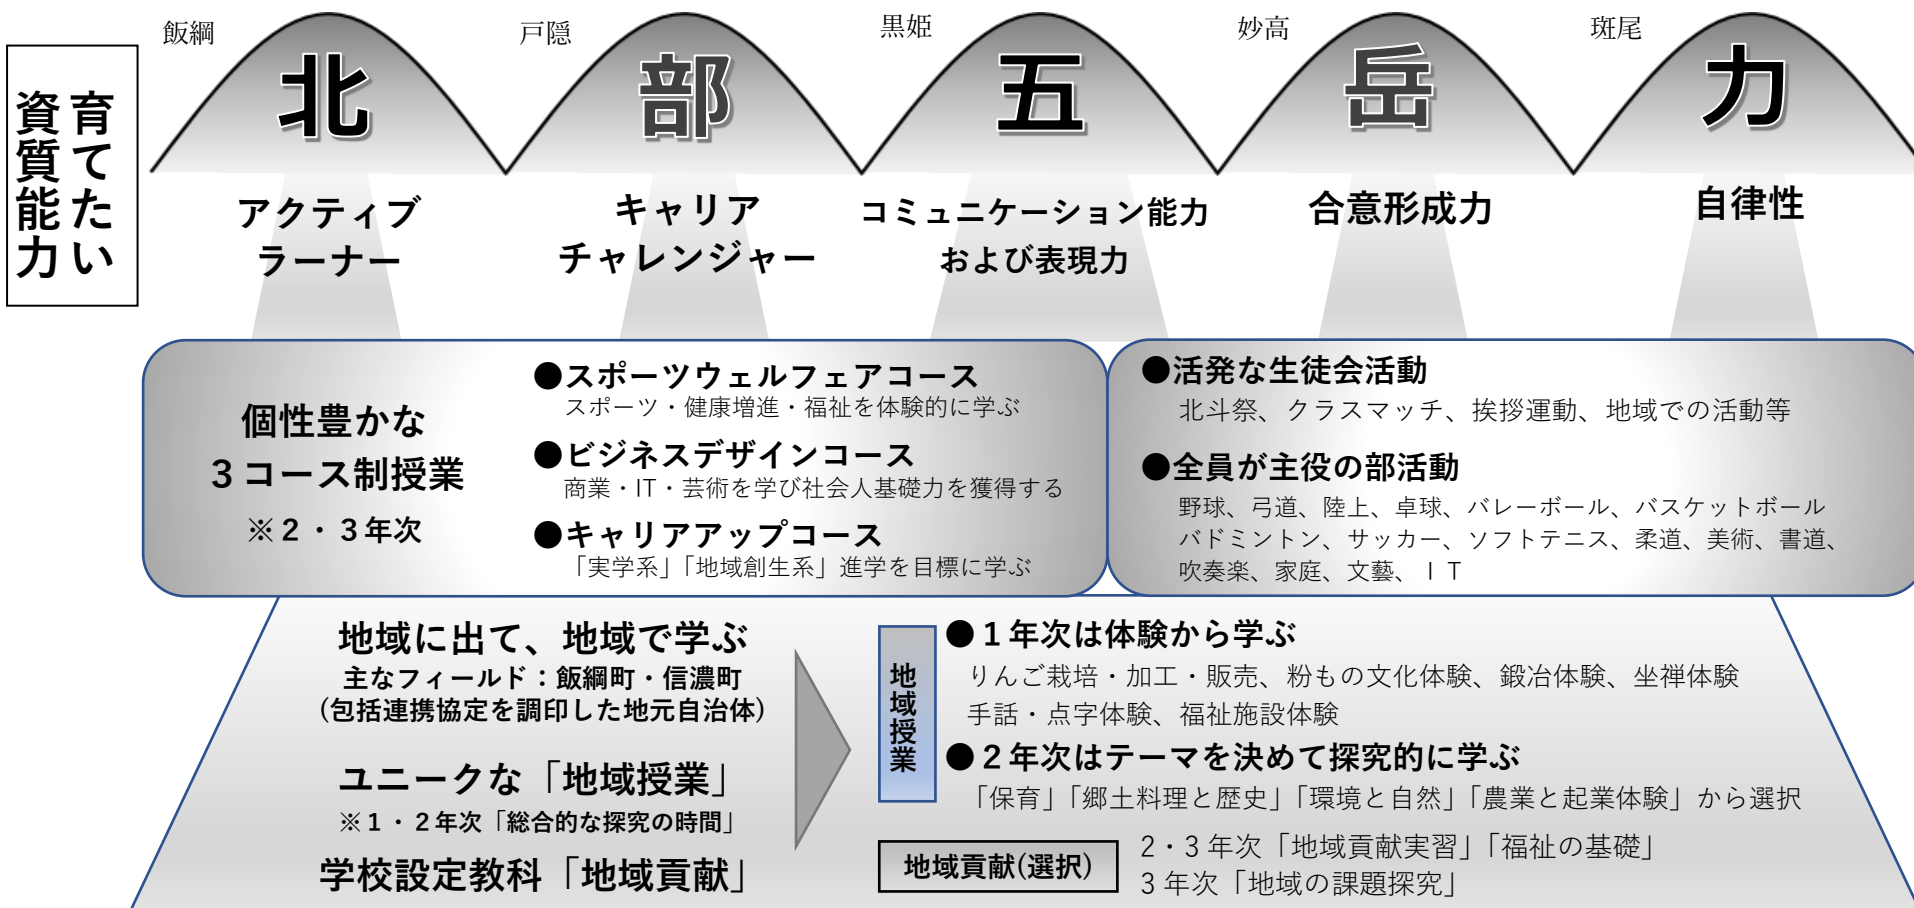 育てたい
資質能力
飯綱
戸隠
黒姫
妙高
斑尾
北
部
五
岳
力
アクティブ
ラーナー
キャリア
チャレンジャー
コミュニケーション能力
および表現力
合意形成力
自律性
個性豊かな
３コース制授業
※２・３年次
●スポーツウェルフェアコース
スポーツ・健康増進・福祉を体験的に学ぶ
●ビジネスデザインコース
商業・IT・芸術を学び社会人基礎力を獲得する
●キャリアアップコース
「実学系」「地域創生系」進学を目標に学ぶ
●活発な生徒会活動
北斗祭、クラスマッチ、挨拶運動、地域での活動等
●全員が主役の部活動
野球、弓道、陸上、卓球、バレーボール、バスケットボール
バドミントン、サッカー、ソフトテニス、柔道、美術、書道、
吹奏楽、家庭、文藝、ＩＴ
地域に出て、地域で学ぶ
主なフィールド：飯綱町・信濃町
(包括連携協定を調印した地元自治体)
ユニークな「地域授業」
※１・２年次「総合的な探究の時間」
学校設定教科「地域貢献」
地域授業
●１年次は体験から学ぶ
りんご栽培・加工・販売、粉もの文化体験、鍛冶体験、坐禅体験
手話・点字体験、福祉施設体験
●２年次はテーマを決めて探究的に学ぶ
「保育」「郷土料理と歴史」「環境と自然」「農業と起業体験」から選択
地域貢献(選択)
2・3年次「地域貢献実習」「福祉の基礎」
3年次「地域の課題探究」